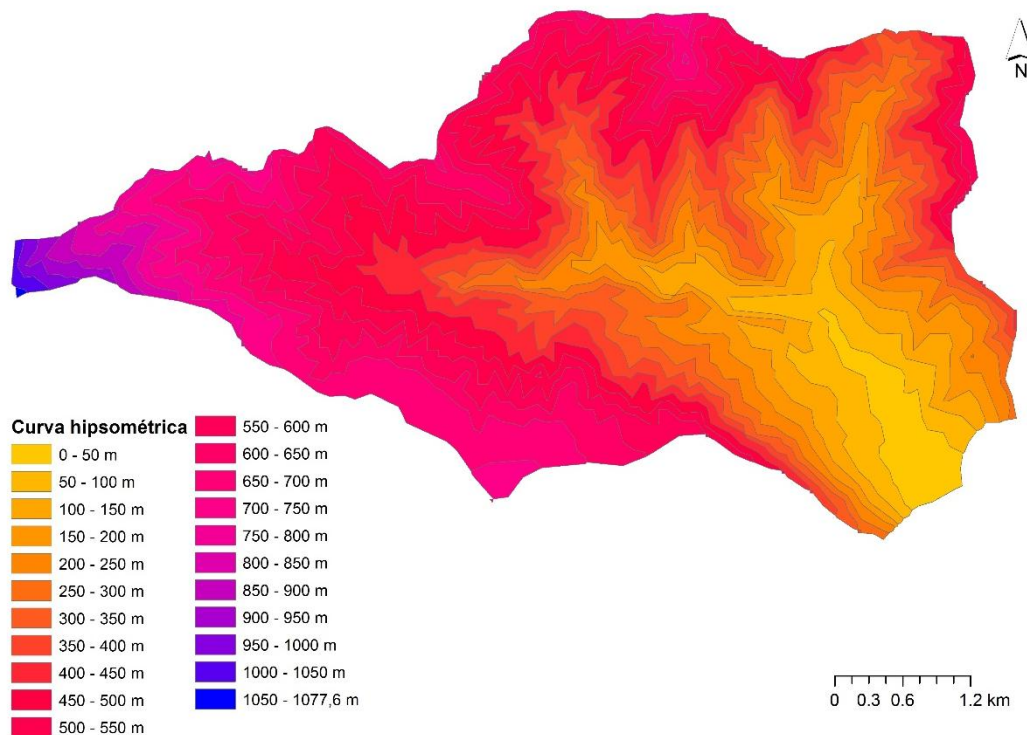 N
Curva hipsométrica
0 - 50 m
50 - 100 m
100 - 150 m
150 - 200 m
200 - 250 m
250 - 300 m
300 - 350 m
350 - 400 m
400 - 450 m
450 - 500 m
500 - 550 m
550 - 600 m
600 - 650 m
650 - 700 m
700 - 750 m
750 - 800 m
800 - 850 m
850 - 900 m
900 - 950 m
950 - 1000 m
1000 - 1050 m
1050 - 1077,6 m
0 0.3 0.6 1.2 km